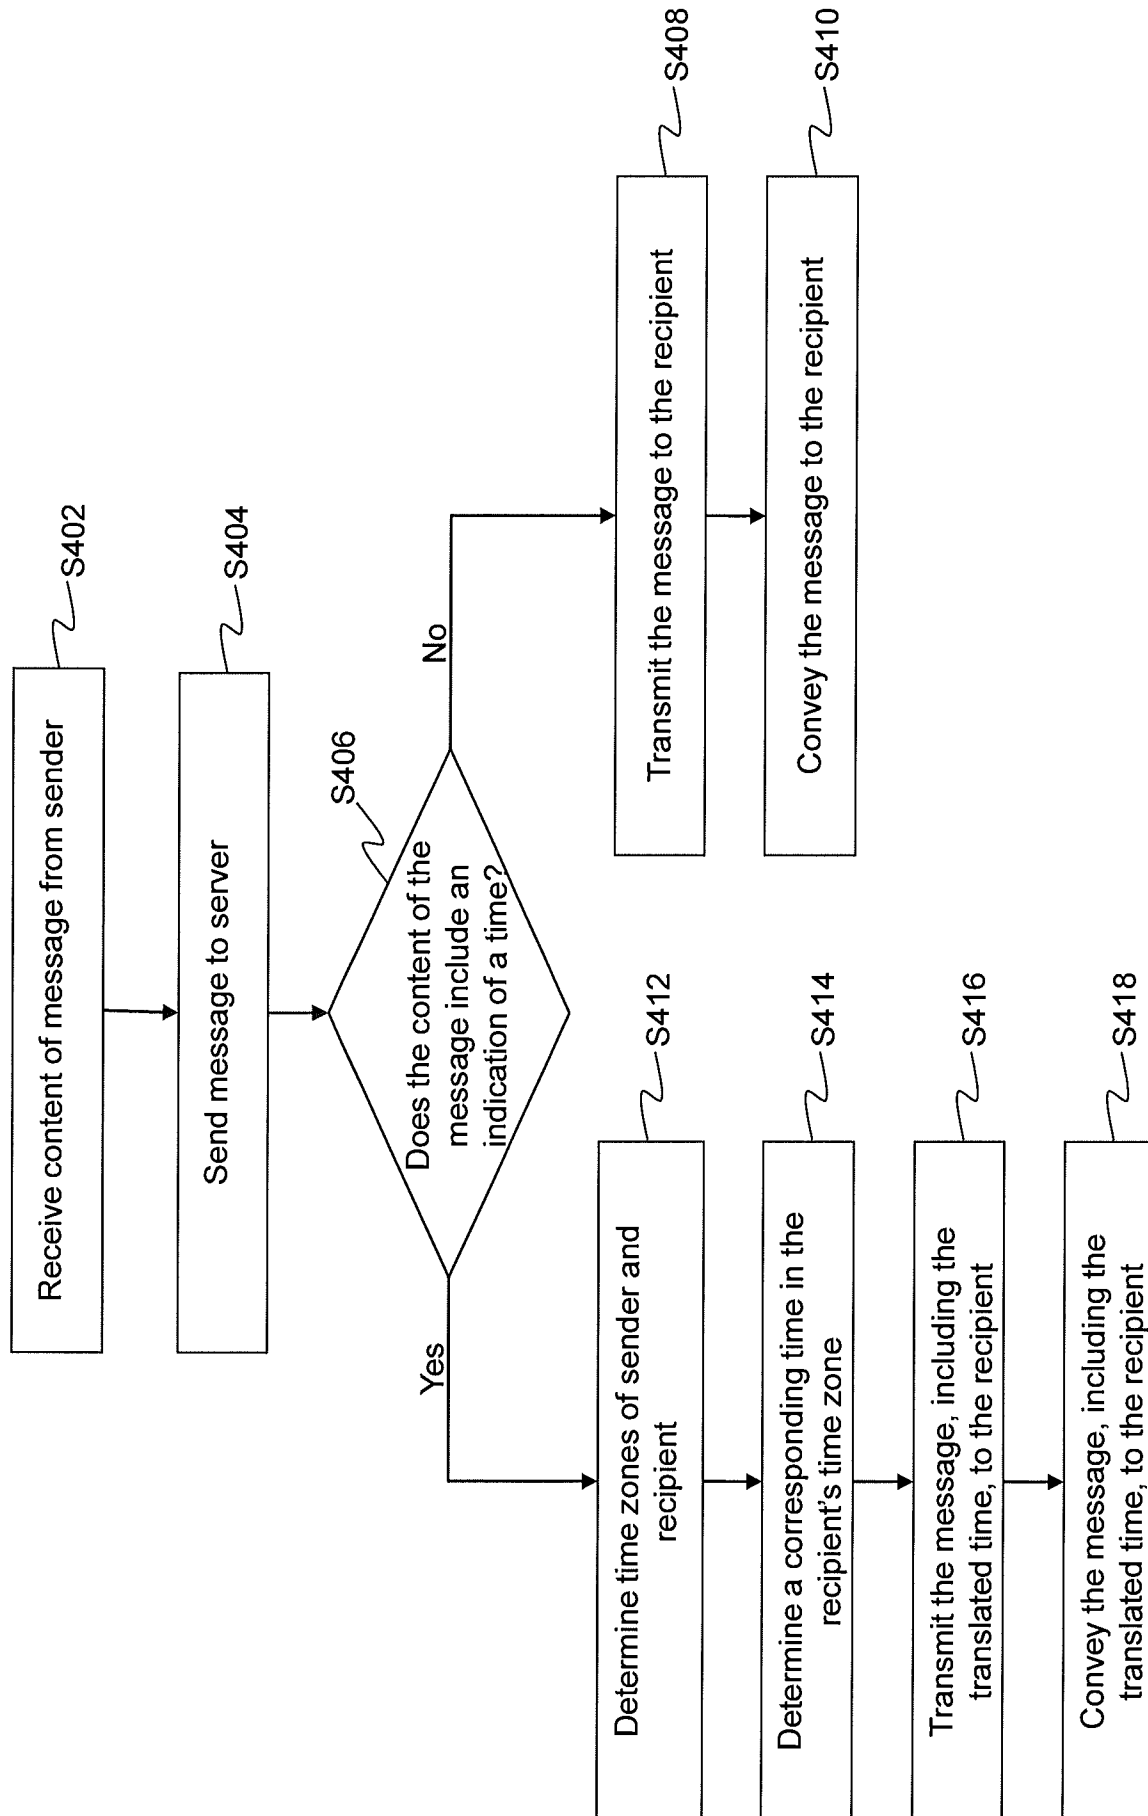 Receive content of message from sender
S402
Send message to server
S404
S406
Does the content of the
message include an
indication of a time?
Yes
No
Determine time zones of sender and
recipient
S412
Determine a corresponding time in the
recipient's time zone
S414
Transmit the message, including the
translated time, to the recipient
S416
Convey the message, including the
translated time, to the recipient
S418
Transmit the message to the recipient
S408
Convey the message to the recipient
S410